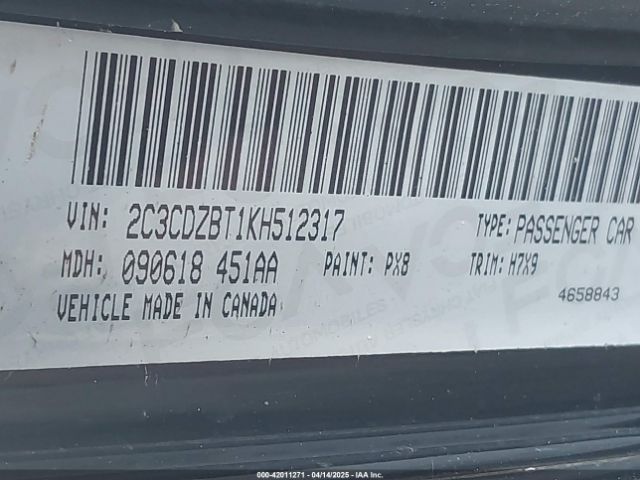 VIN: 2C3CDZBT1KH512317 TYPE: PASSENGER CAR
MDH: 090618 451AA PAINT: PX8 TRIM: H7X9
VEHICLE MADE IN CANADA 4658843
000-42011271 - 04/14/2025 - IAA Inc.